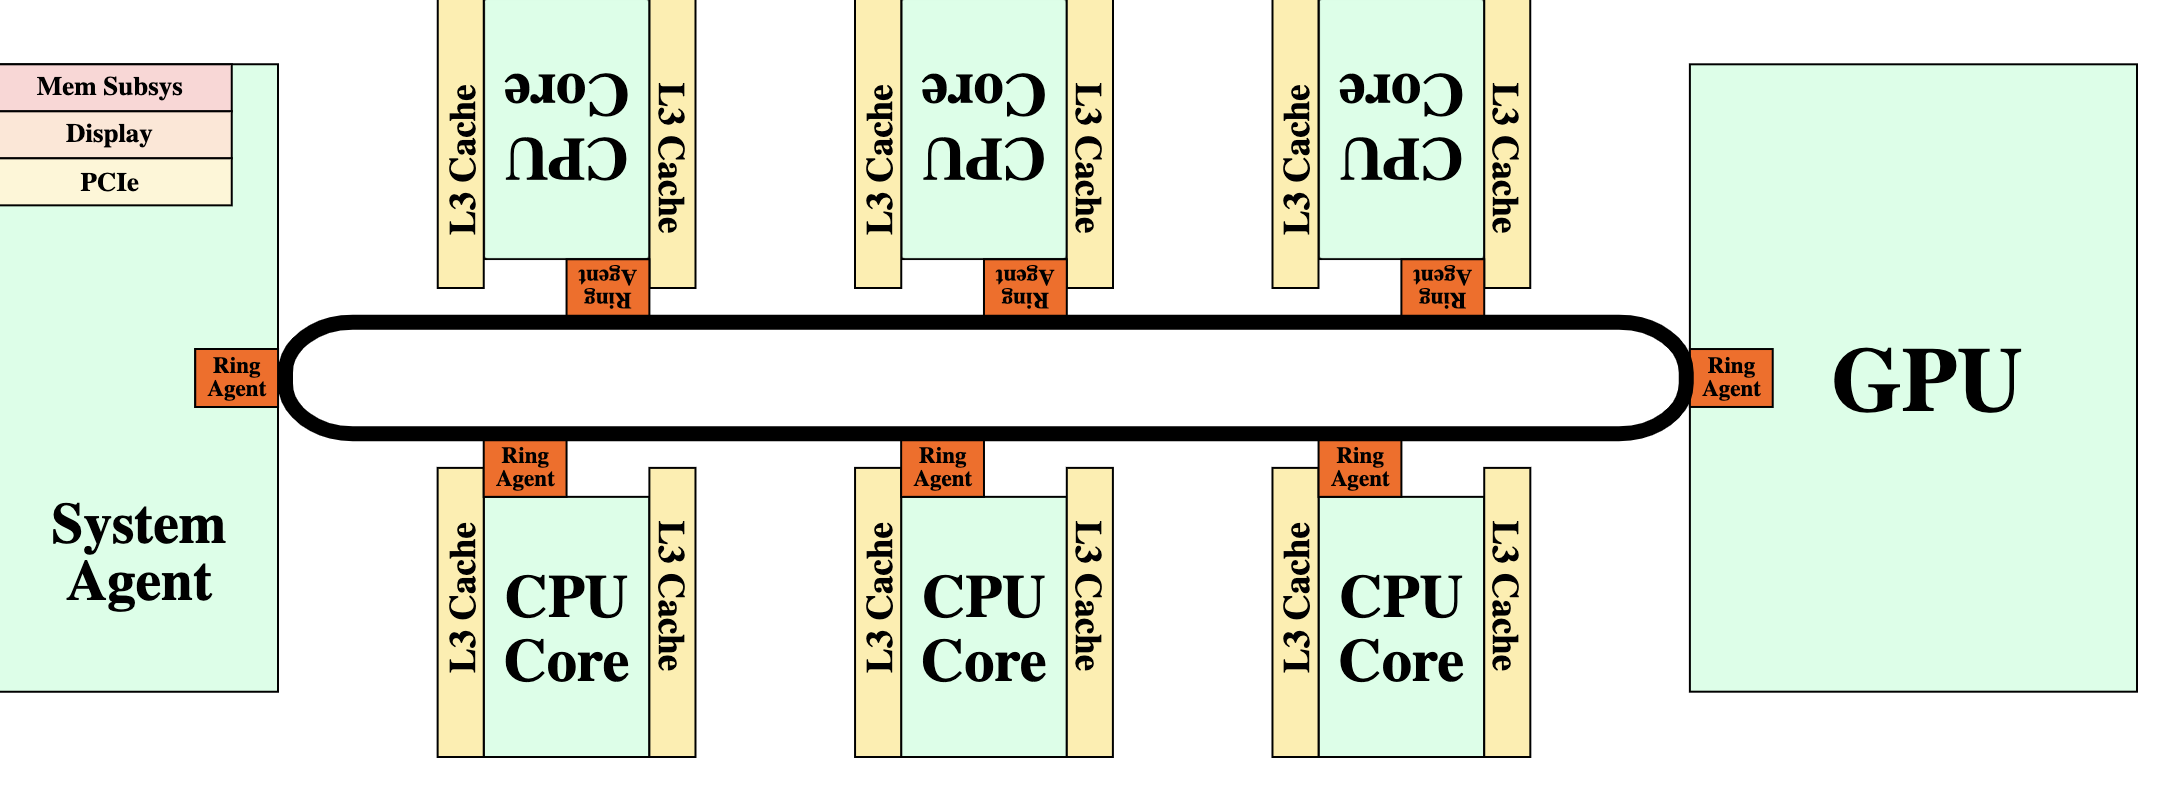 Mem Subsys
Display
PCIe
System
Agent
Ring
Agent
L3 Cache
CPU
Core
L3 Cache
Ring
Agent
L3 Cache
CPU
Core
L3 Cache
Ring
Agent
L3 Cache
CPU
Core
L3 Cache
Ring
Agent
Ring
Agent
L3 Cache
CPU
Core
L3 Cache
Ring
Agent
L3 Cache
CPU
Core
L3 Cache
Ring
Agent
L3 Cache
CPU
Core
L3 Cache
Ring
Agent
GPU